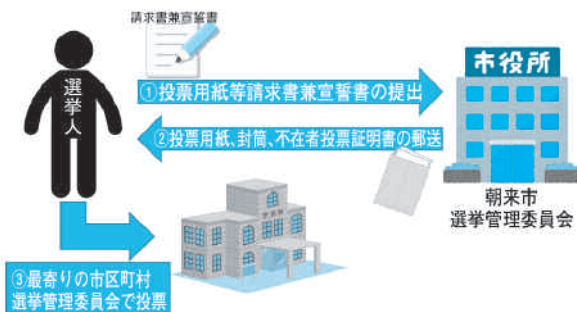 請求書兼宣誓書
選挙人
①投票用紙等請求書兼宣誓書の提出
市役所
②投票用紙、封筒、不在者投票証明書の郵送
朝来市
選挙管理委員会
③最寄りの市区町村
選挙管理委員会で投票